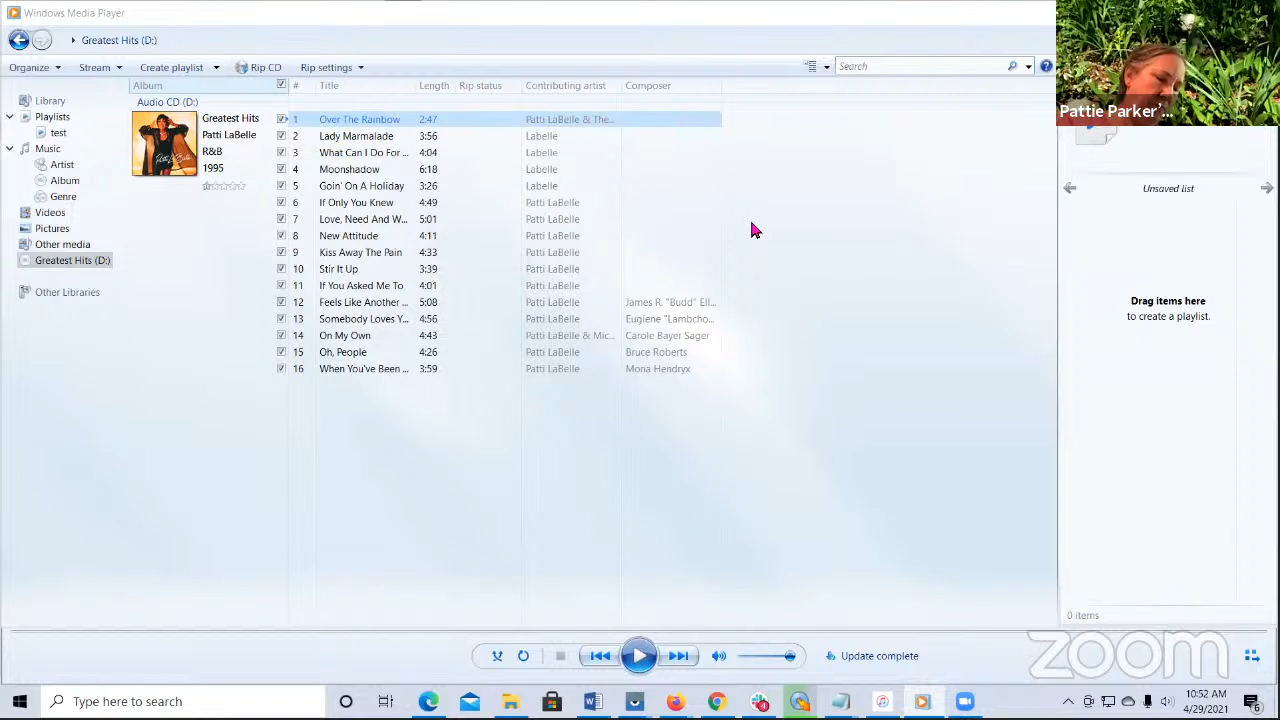 Windows Media Player
Greatest Hits (D:)
Organize Stream Create playlist Rip CD Rip settings Search
Album # Title Length Rip status Contributing artist Composer
Library
Playlists
test
Music
Artist
Album
Genre
Videos
Pictures
Other media
Greatest Hits (D:)
Other Libraries
Audio CD (D:)
Greatest Hits
Patti LaBelle
R&B
1995
1 Over The Rainbow 2:47 Patti LaBelle & The...
2 Lady Marmalade 3:56 Labelle
3 What Can I Do For ... 4:04 Labelle
4 Moonshadow 6:18 Labelle
5 Goin' On A Holiday 3:26 Labelle
6 If Only You Knew 4:49 Patti LaBelle
7 Love, Need And W... 5:01 Patti LaBelle
8 New Attitude 4:11 Patti LaBelle
9 Kiss Away The Pain 4:33 Patti LaBelle
10 Stir It Up 3:39 Patti LaBelle
11 If You Asked Me To 4:01 Patti LaBelle
12 Feels Like Another ... 5:08 Patti LaBelle James R. "Budd" Ell...
13 Somebody Loves Y... 4:56 Patti LaBelle Eugiene "Lambcho...
14 On My Own 4:43 Patti LaBelle & Mic... Carole Bayer Sager
15 Oh, People 4:26 Patti LaBelle Bruce Roberts
16 When You've Been ... 3:59 Patti LaBelle Mona Hendryx
Pattie Parker'...
Unsaved list
Drag items here
to create a playlist.
0 items
Update complete
zoom
Type here to search
4
10:52 AM
4/29/2021
6